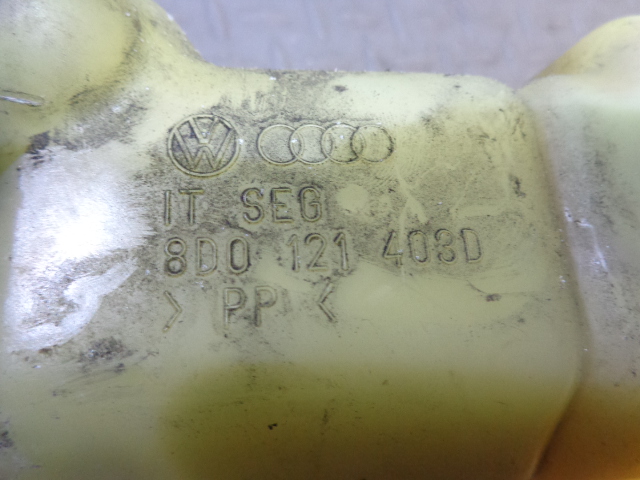 IT SEG
8D0 121 403D
> PP <